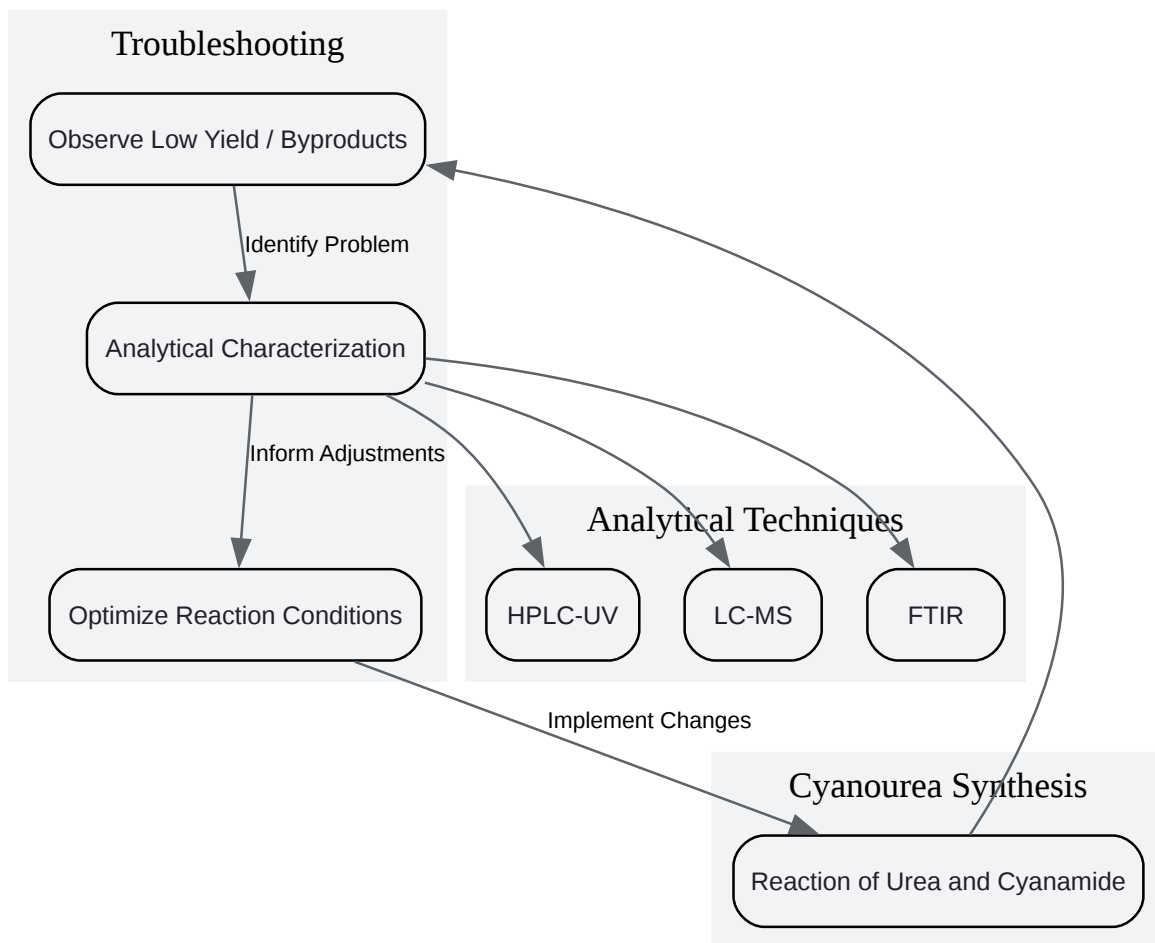 Troubleshooting
Observe Low Yield / Byproducts
Identify Problem
Analytical Characterization
Inform Adjustments
Analytical Techniques
Optimize Reaction Conditions
HPLC-UV
LC-MS
FTIR
Implement Changes
Cyanourea Synthesis
Reaction of Urea and Cyanamide